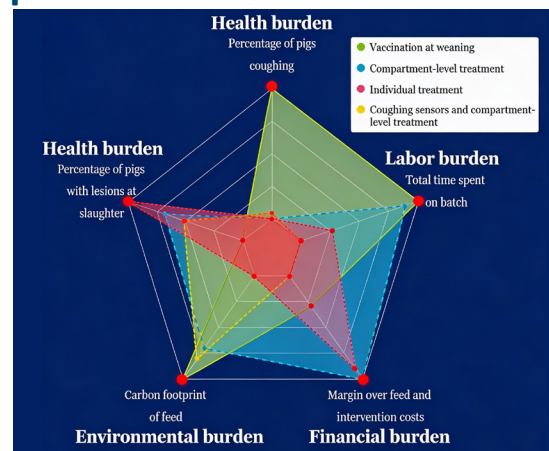 Health burden
Percentage of pigs
coughing
Vaccination at weaning
Compartment-level treatment
Individual treatment
Coughing sensors and compartment-
level treatment
Health burden
Percentage of pigs
with lesions at
slaughter
Labor burden
Total time spent
on batch
Carbon footprint
of feed
Environmental burden
Margin over feed and
intervention costs
Financial burden